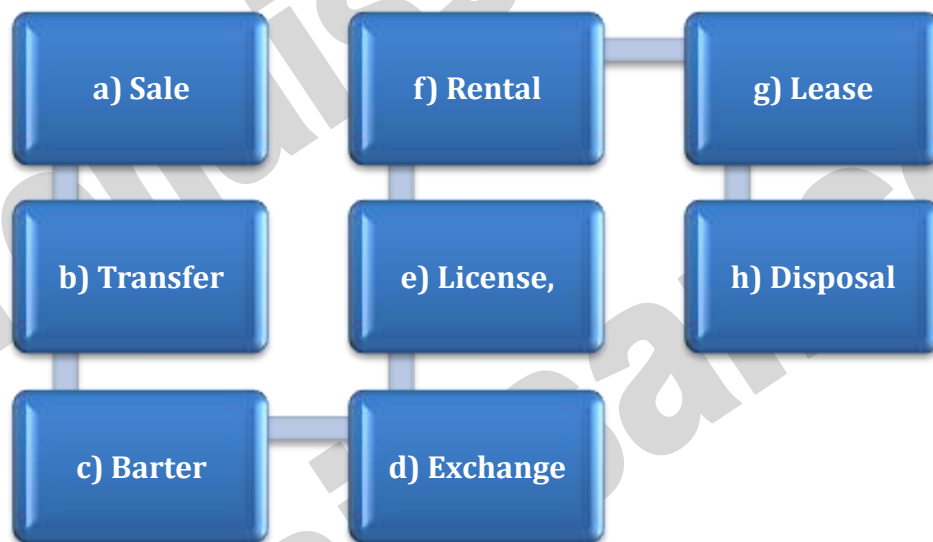 a) Sale
b) Transfer
c) Barter
d) Exchange
e) License,
f) Rental
g) Lease
h) Disposal